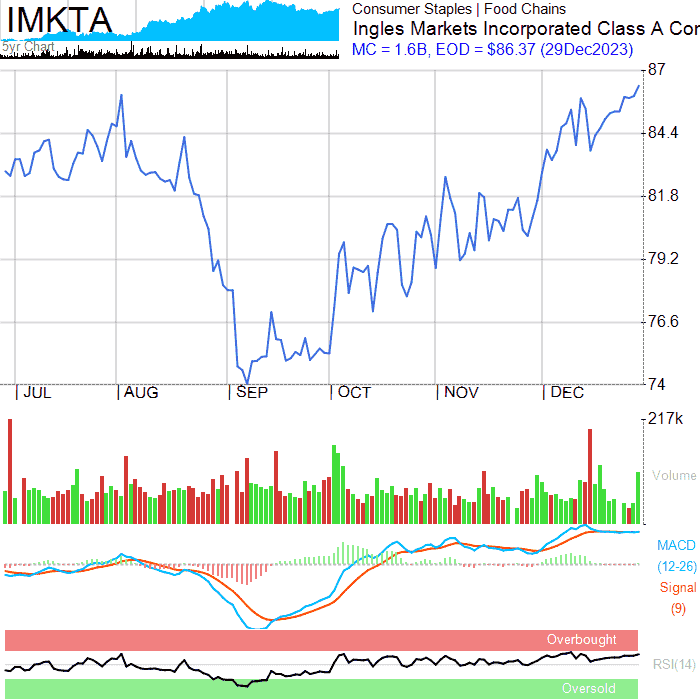 IMKTA
5yr Chart
Consumer Staples | Food Chains
Ingles Markets Incorporated Class A Cor
MC = 1.6B, EOD = $86.37 (29Dec2023)
87
84.4
81.8
79.2
76.6
74
| JUL | AUG | SEP | OCT | NOV | DEC
217k
Volume
MACD
(12-26)
Signal
(9)
Overbought
RSI(14)
Oversold